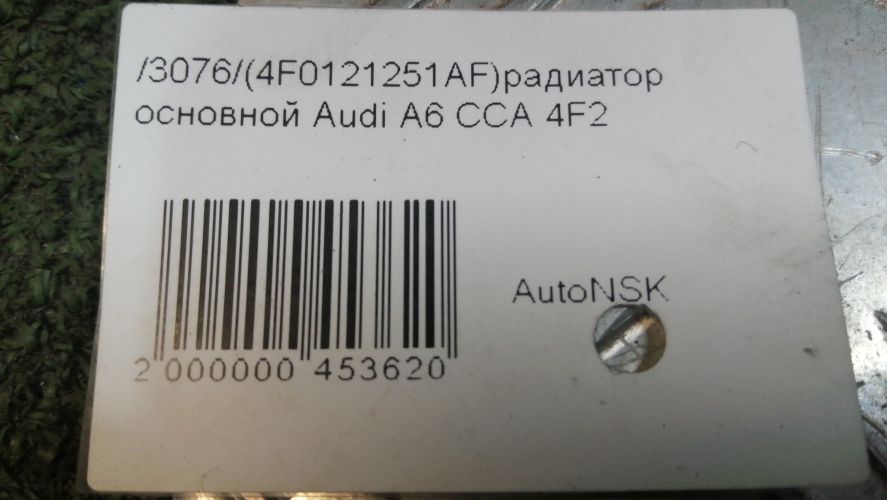 /3076/(4F0121251AF)радиатор
основной Audi A6 CCA 4F2
AutoNSK
2 000000 453620